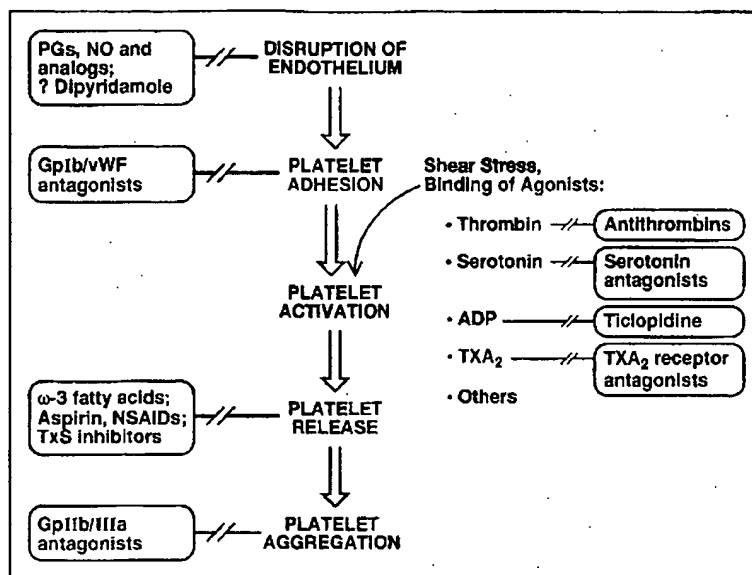 PGs, NO and
analogs;
? Dipyridamole
DISRUPTION OF
ENDOTHELIUM
GpIb/vWF
antagonists
PLATELET
ADHESION
Shear Stress,
Binding of Agonists:
• Thrombin
Antithrombins
• Serotonin
Serotonin
antagonists
PLATELET
ACTIVATION
• ADP
Ticlopidine
• TXA₂
TXA₂ receptor
antagonists
• Others
ω-3 fatty acids;
Aspirin, NSAIDs;
TxS inhibitors
PLATELET
RELEASE
GpIIb/IIIa
antagonists
PLATELET
AGGREGATION